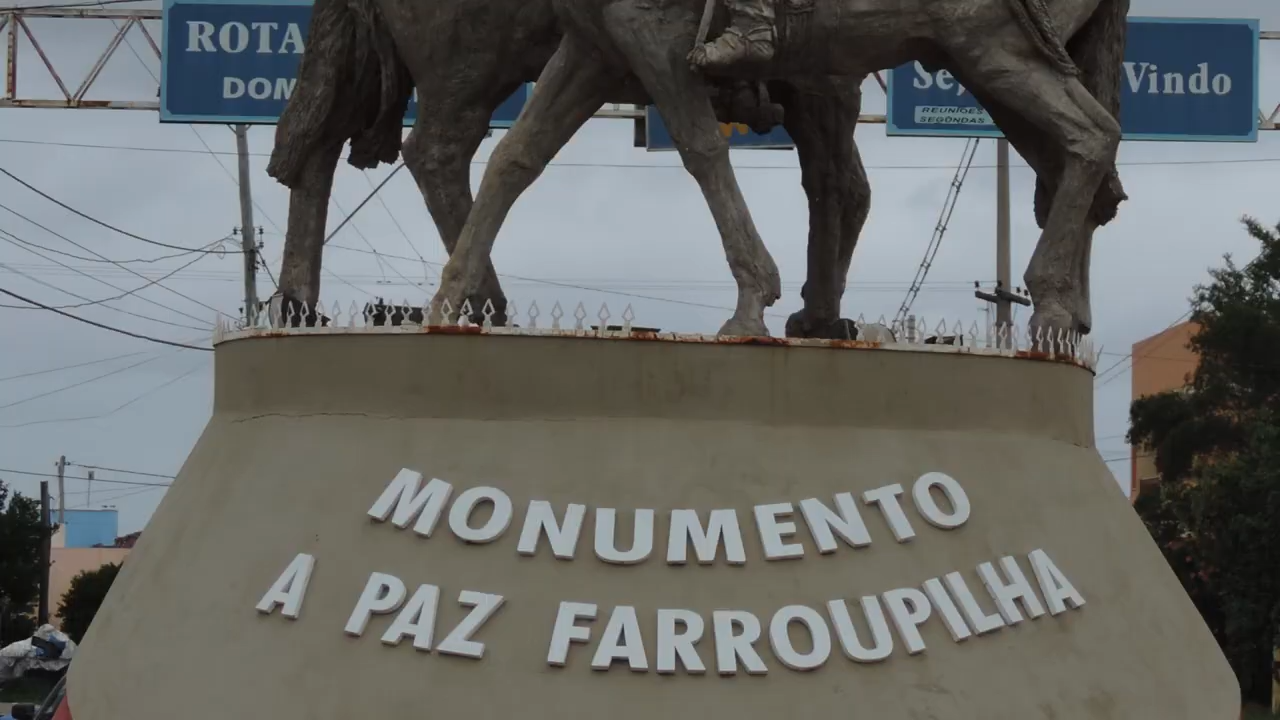 ROTA
DOM
Vindo
REUNIÕES
SEGUNDAS
MONUMENTO
A PAZ FARROUPILHA